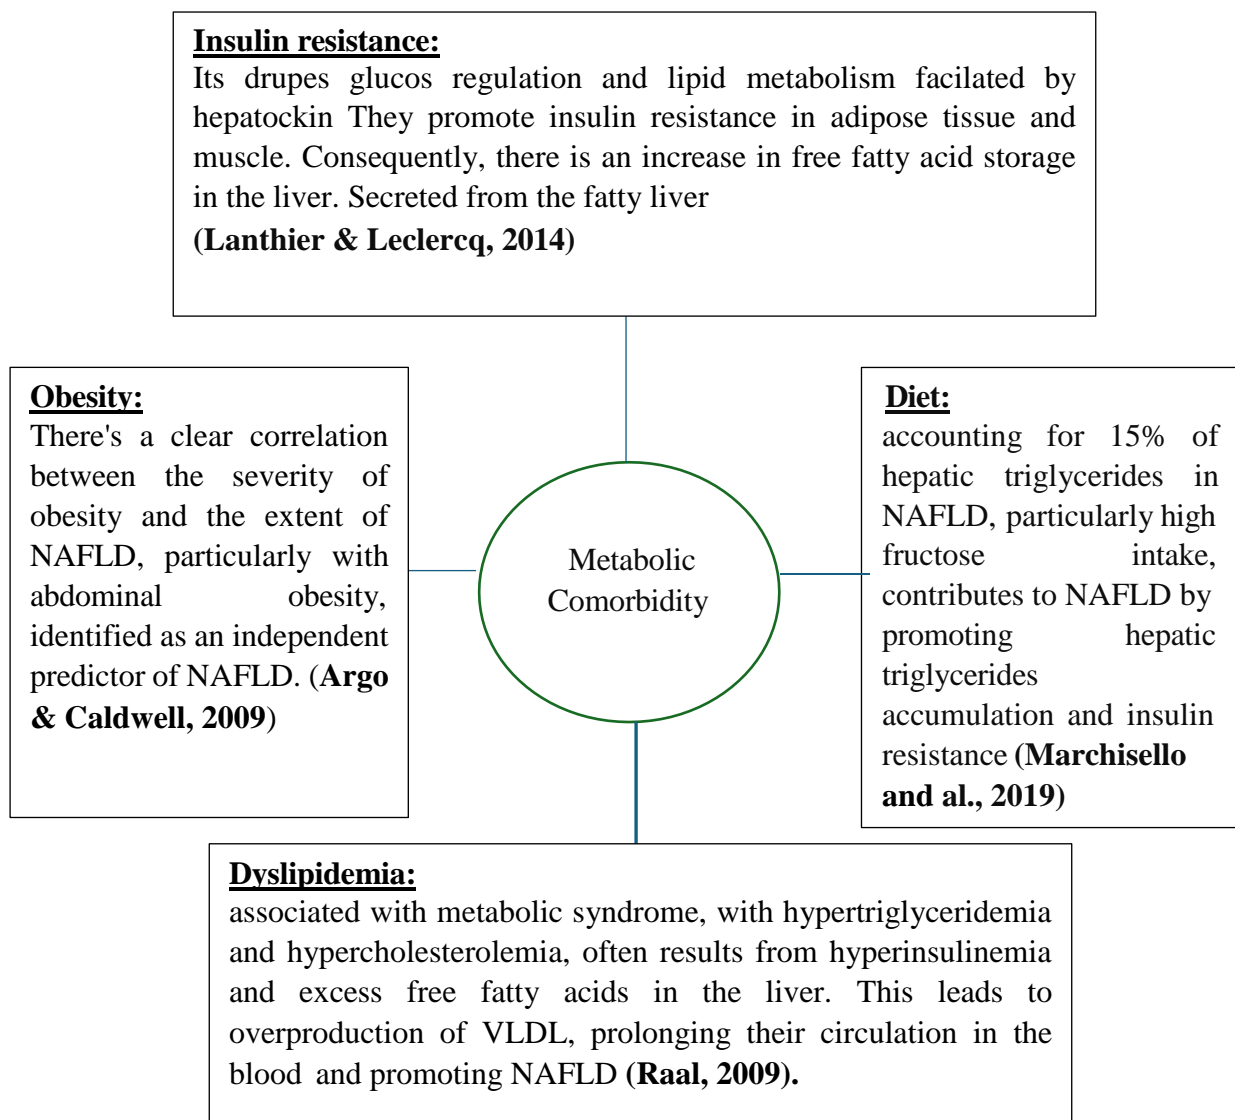 Insulin resistance:
Its drupes glucos regulation and lipid metabolism facilated by
hepatockin They promote insulin resistance in adipose tissue and
muscle. Consequently, there is an increase in free fatty acid storage
in the liver. Secreted from the fatty liver
(Lanthier & Leclercq, 2014)
Obesity:
There's a clear correlation
between the severity of
obesity and the extent of
NAFLD, particularly with
abdominal obesity,
identified as an independent
predictor of NAFLD. (Argo
& Caldwell, 2009)
Metabolic
Comorbidity
Diet:
accounting for 15% of
hepatic triglycerides in
NAFLD, particularly high
fructose intake,
contributes to NAFLD by
promoting hepatic
triglycerides
accumulation and insulin
resistance (Marchisello
and al., 2019)
Dyslipidemia:
associated with metabolic syndrome, with hypertriglyceridemia
and hypercholesterolemia, often results from hyperinsulinemia
and excess free fatty acids in the liver. This leads to
overproduction of VLDL, prolonging their circulation in the
blood and promoting NAFLD (Raal, 2009).